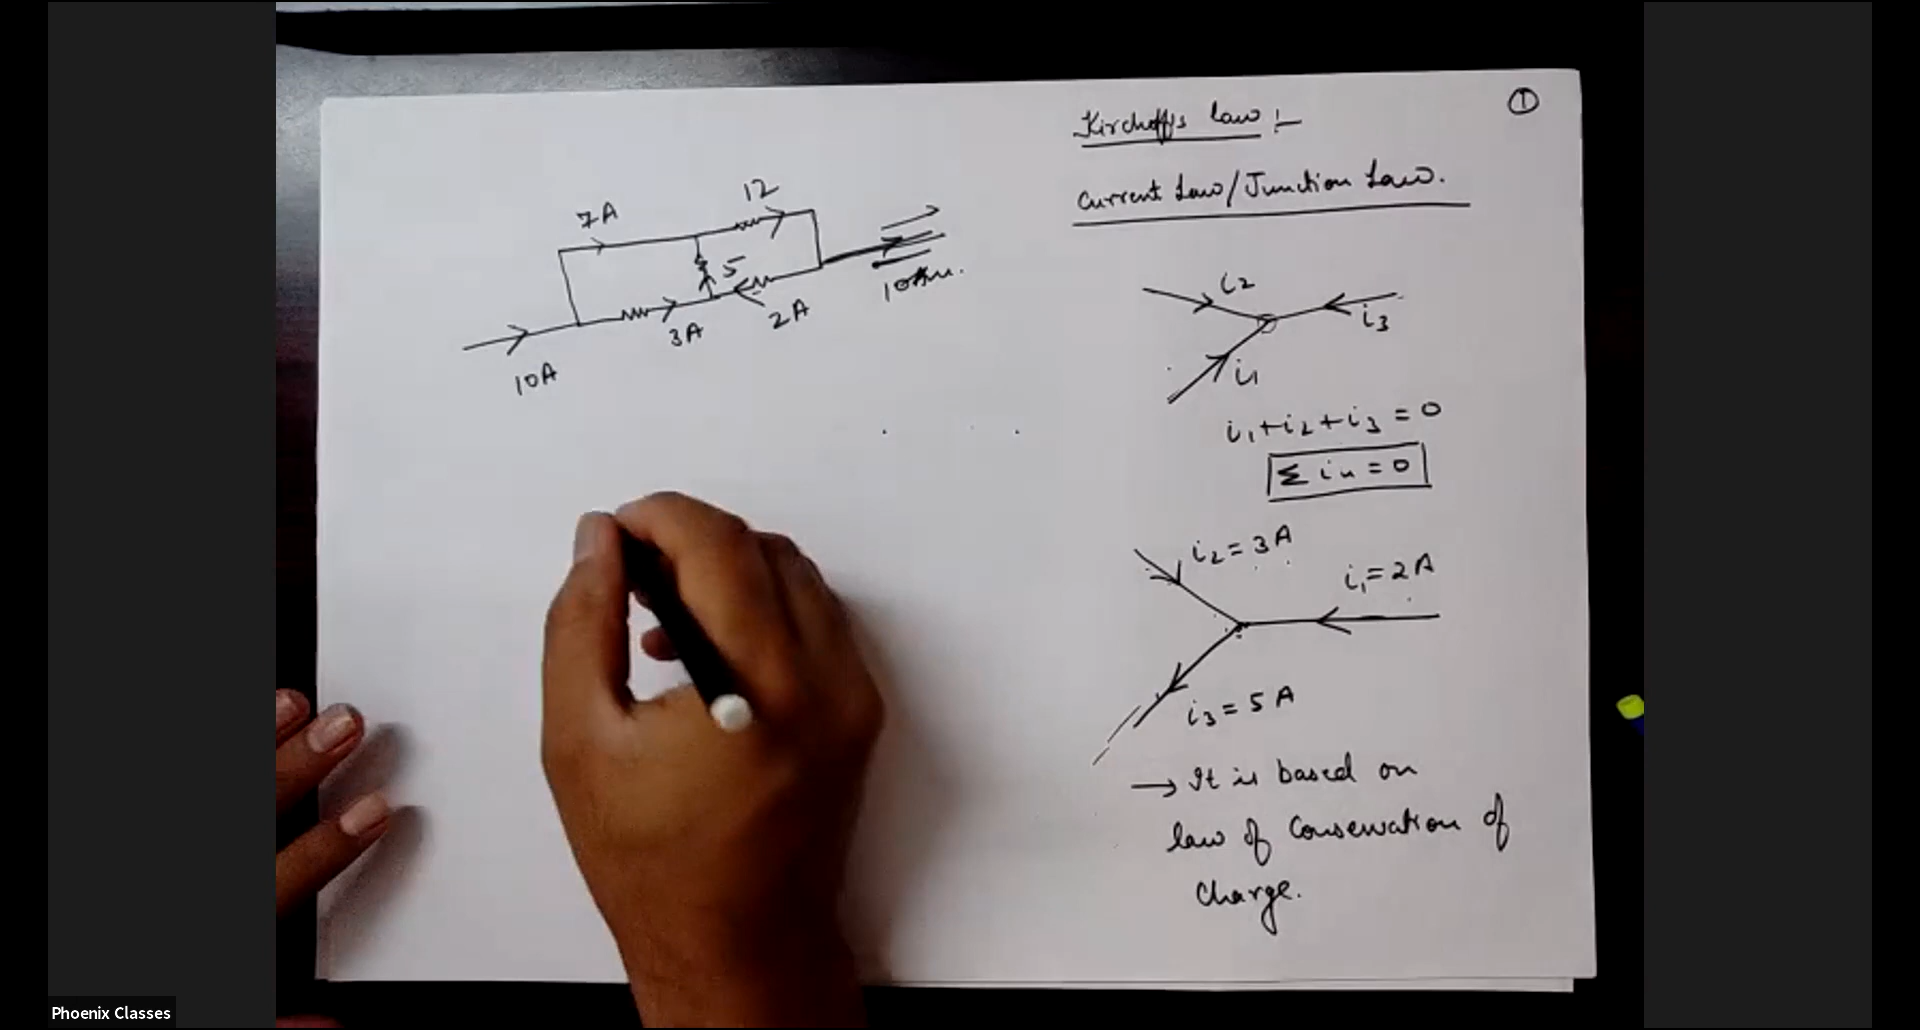 ①
Kirchoffs law :-
Current Law/Junction Law.
7A
12
5
10A
3A
2A
i₂
i₃
i₁
i₁+i₂+i₃ = 0
Σ in = 0
i₂ = 3A
i₁ = 2A
i₃ = 5A
→ It is based on
law of Conservation of
Charge.
Phoenix Classes